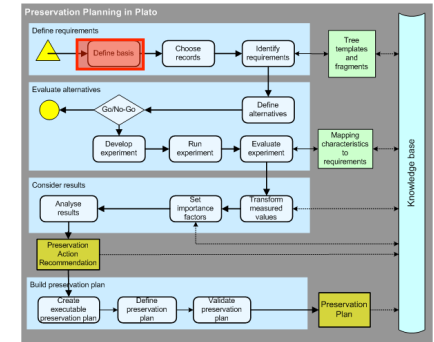 Preservation Planning in Plato
Define requirements
Define basis
Choose
records
Identify
requirements
Tree
templates
and
fragments
Evaluate alternatives
Go/No-Go
Define
alternatives
Develop
experiment
Run
experiment
Evaluate
experiment
Mapping
characteristics
to
requirements
Knowledge base
Consider results
Analyse
results
Set
importance
factors
Transform
measured
values
Preservation
Action
Recommendation
Build preservation plan
Create
executable
preservation plan
Define
preservation
plan
Validate
preservation
plan
Preservation
Plan